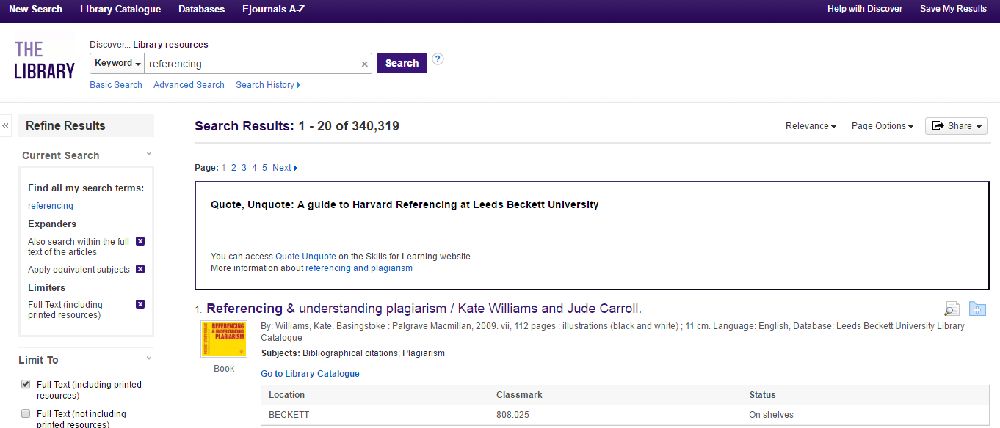 New Search Library Catalogue Databases Ejournals A-Z Help with Discover Save My Results
THE
LIBRARY
Discover... Library resources
Keyword referencing × Search ?
Basic Search Advanced Search Search History
« Refine Results
Current Search
Find all my search terms:
referencing
Expanders
Also search within the full
text of the articles
x
Apply equivalent subjects x
Limiters
Full Text (including
printed resources)
x
Limit To
Full Text (including printed
resources)
Full Text (not including
printed resources)
Search Results: 1 - 20 of 340,319
Relevance Page Options Share
Page: 1 2 3 4 5 Next
Quote, Unquote: A guide to Harvard Referencing at Leeds Beckett University
You can access Quote Unquote on the Skills for Learning website
More information about referencing and plagiarism
1. Referencing & understanding plagiarism / Kate Williams and Jude Carroll.
REFERENCING
& UNDERSTANDING
PLAGIARISM
Book
By: Williams, Kate. Basingstoke : Palgrave Macmillan, 2009. vii, 112 pages : illustrations (black and white) ; 11 cm. Language: English, Database: Leeds Beckett University Library
Catalogue
Subjects: Bibliographical citations; Plagiarism
Go to Library Catalogue
Location Classmark Status
BECKETT 808.025 On shelves